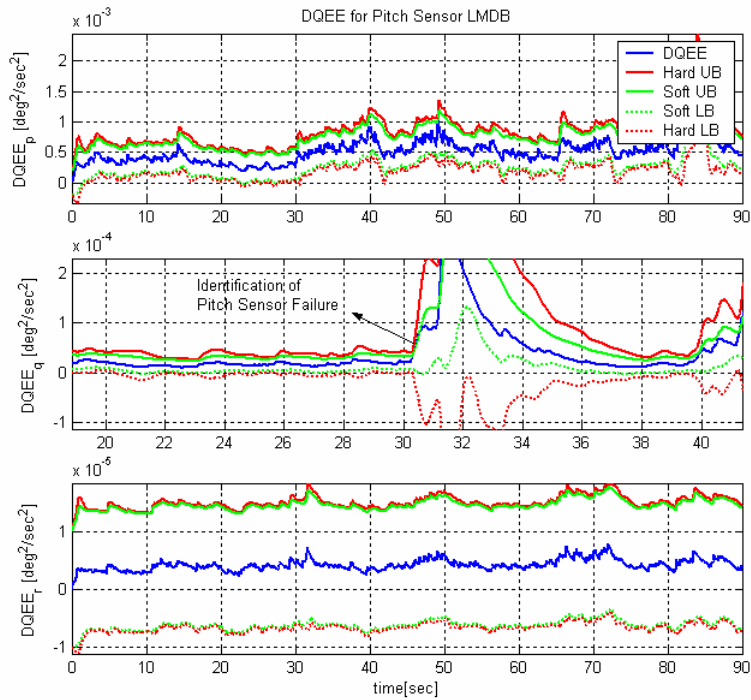 DQEE for Pitch Sensor LMDB
x 10^-3
DQEE_p [deg^2/sec^2]
2
1.5
1
0.5
0
0 10 20 30 40 50 60 70 80 90
DQEE
Hard UB
Soft UB
Soft LB
Hard LB
x 10^-4
DQEE_q [deg^2/sec^2]
2
1
0
-1
20 22 24 26 28 30 32 34 36 38 40
Identification of
Pitch Sensor Failure
x 10^-5
DQEE_r [deg^2/sec^2]
1
0
-1
0 10 20 30 40 50 60 70 80 90
time[sec]